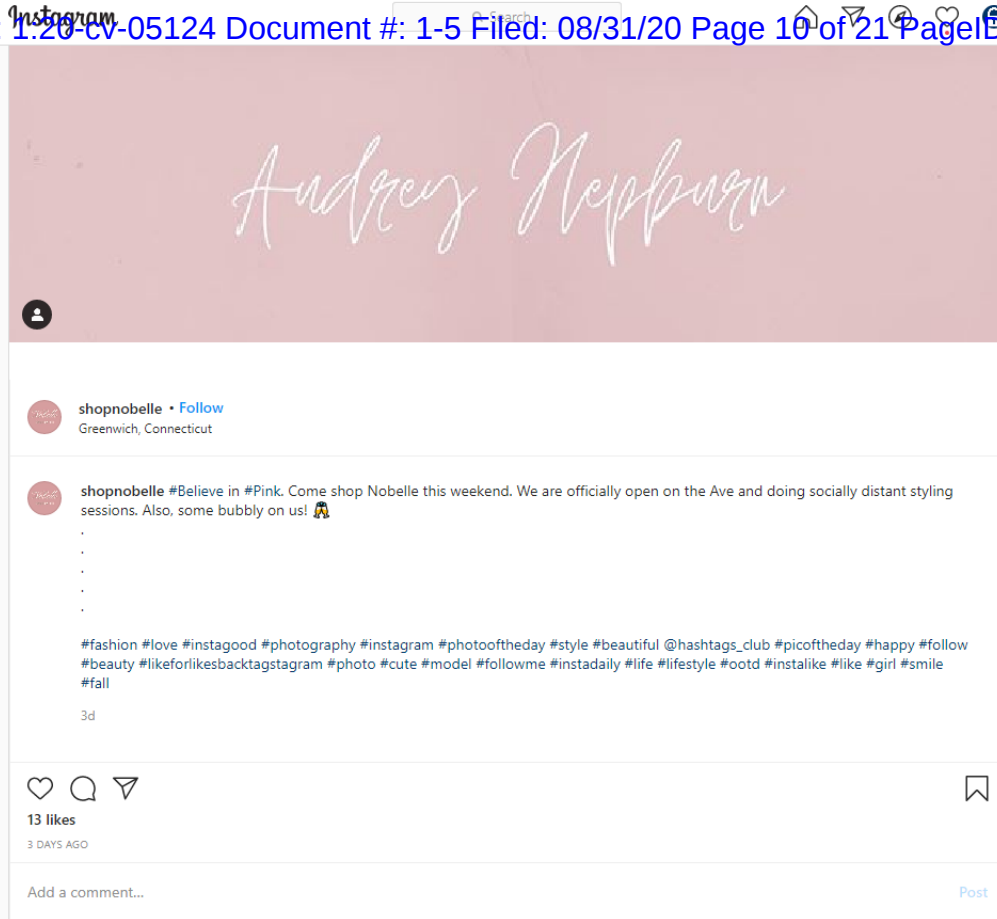 Instagram
Search
1:20-cv-05124 Document #: 1-5 Filed: 08/31/20 Page 10 of 21 PageID
Audrey Hepburn
shopnobelle • Follow
Greenwich, Connecticut
shopnobelle #Believe in #Pink. Come shop Nobelle this weekend. We are officially open on the Ave and doing socially distant styling
sessions. Also, some bubbly on us! 🥂
.
.
.
.
.
#fashion #love #instagood #photography #instagram #photooftheday #style #beautiful @hashtags_club #picoftheday #happy #follow
#beauty #likeforlikesbacktagstagram #photo #cute #model #followme #instadaily #life #lifestyle #ootd #instalike #like #girl #smile
#fall
3d
13 likes
3 DAYS AGO
Add a comment...
Post